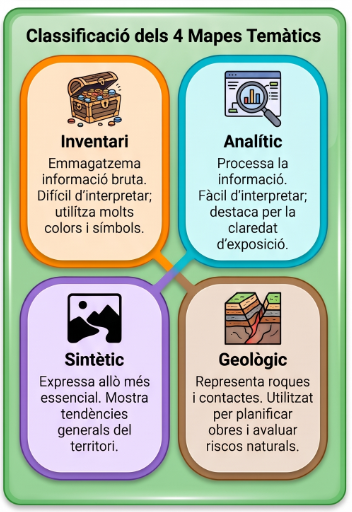 Classificació dels 4 Mapes Temàtics
Inventari
Emmagatzema
informació bruta.
Difícil d'interpretar;
utilítza molts
colors i símbols.
Analític
Processa la
informació.
Fàcil d'interpretar;
destaca per la
claredat
d'exposició.
Sintètic
Expressa allò més
essencial. Mostra
tendències
generals del
territori.
Geològic
Representa roques
i contactes. Utilitzat
per planificar
obres i avaluar
riscos naturals.